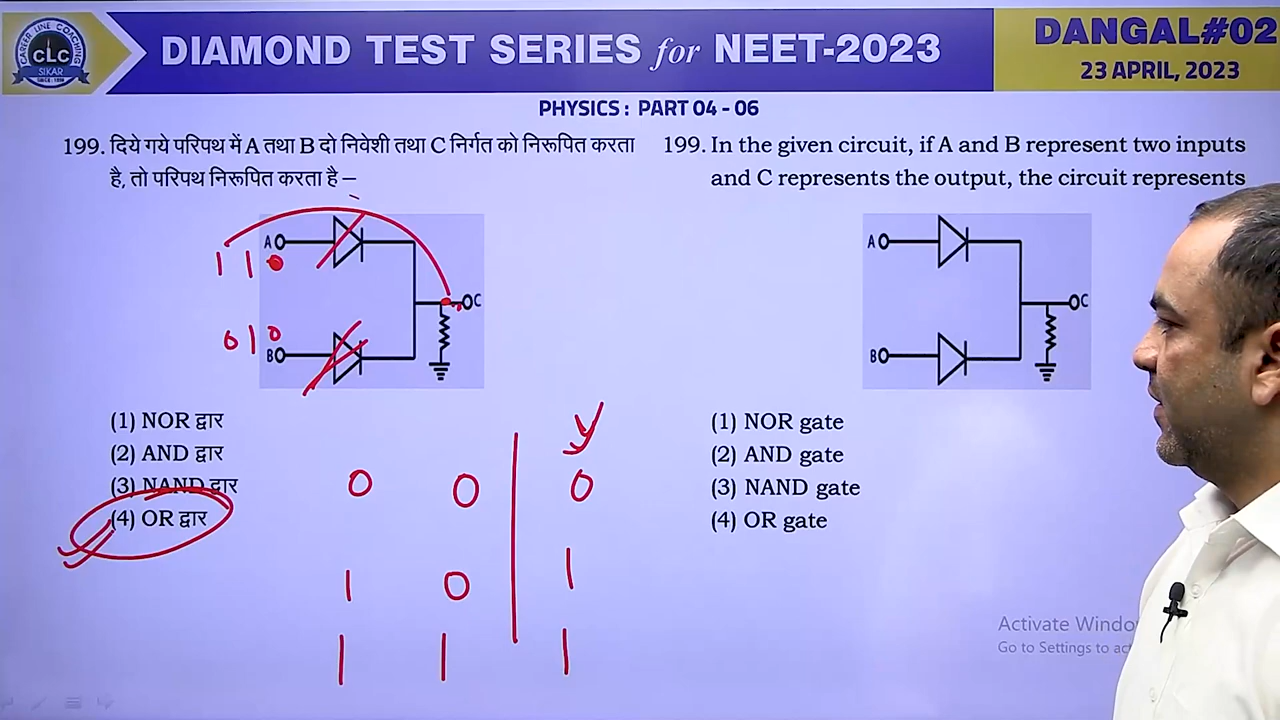 CAREER LINE COACHING
CLC
SIKAR
DIAMOND TEST SERIES for NEET-2023
DANGAL#02
23 APRIL, 2023
PHYSICS : PART 04 - 06
199. दिये गये परिपथ में A तथा B दो निवेशी तथा C निर्गत को निरूपित करता
है, तो परिपथ निरूपित करता है –
A
C
B
1 1 0
0 1 0
(1) NOR द्वार
(2) AND द्वार
(3) NAND द्वार
(4) OR द्वार
y
0 0 0
1 0 1
1 1 1
199. In the given circuit, if A and B represent two inputs
and C represents the output, the circuit represents
A
C
B
(1) NOR gate
(2) AND gate
(3) NAND gate
(4) OR gate
Activate Windo
Go to Settings to ac